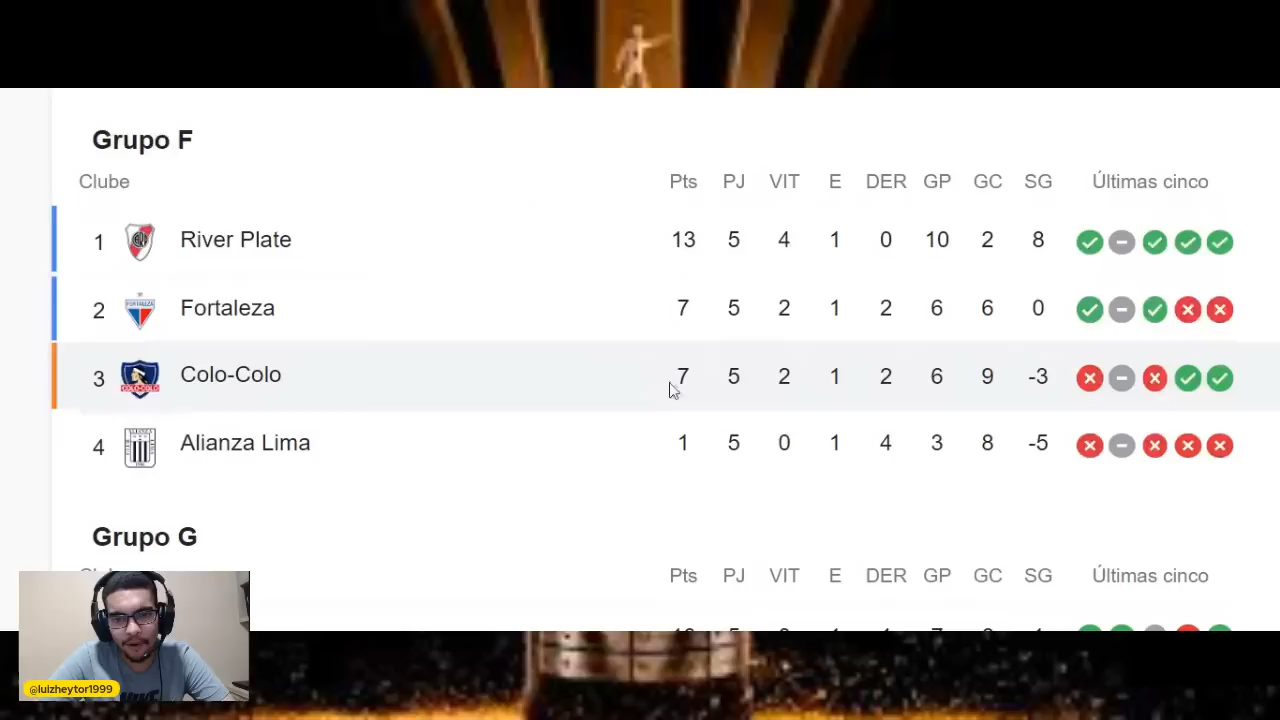 Grupo F
Clube Pts PJ VIT E DER GP GC SG Últimas cinco
1 River Plate 13 5 4 1 0 10 2 8
2 Fortaleza 7 5 2 1 2 6 6 0
3 Colo-Colo 7 5 2 1 2 6 9 -3
4 Alianza Lima 1 5 0 1 4 3 8 -5
Grupo G
Pts PJ VIT E DER GP GC SG Últimas cinco
@luizheytor1999